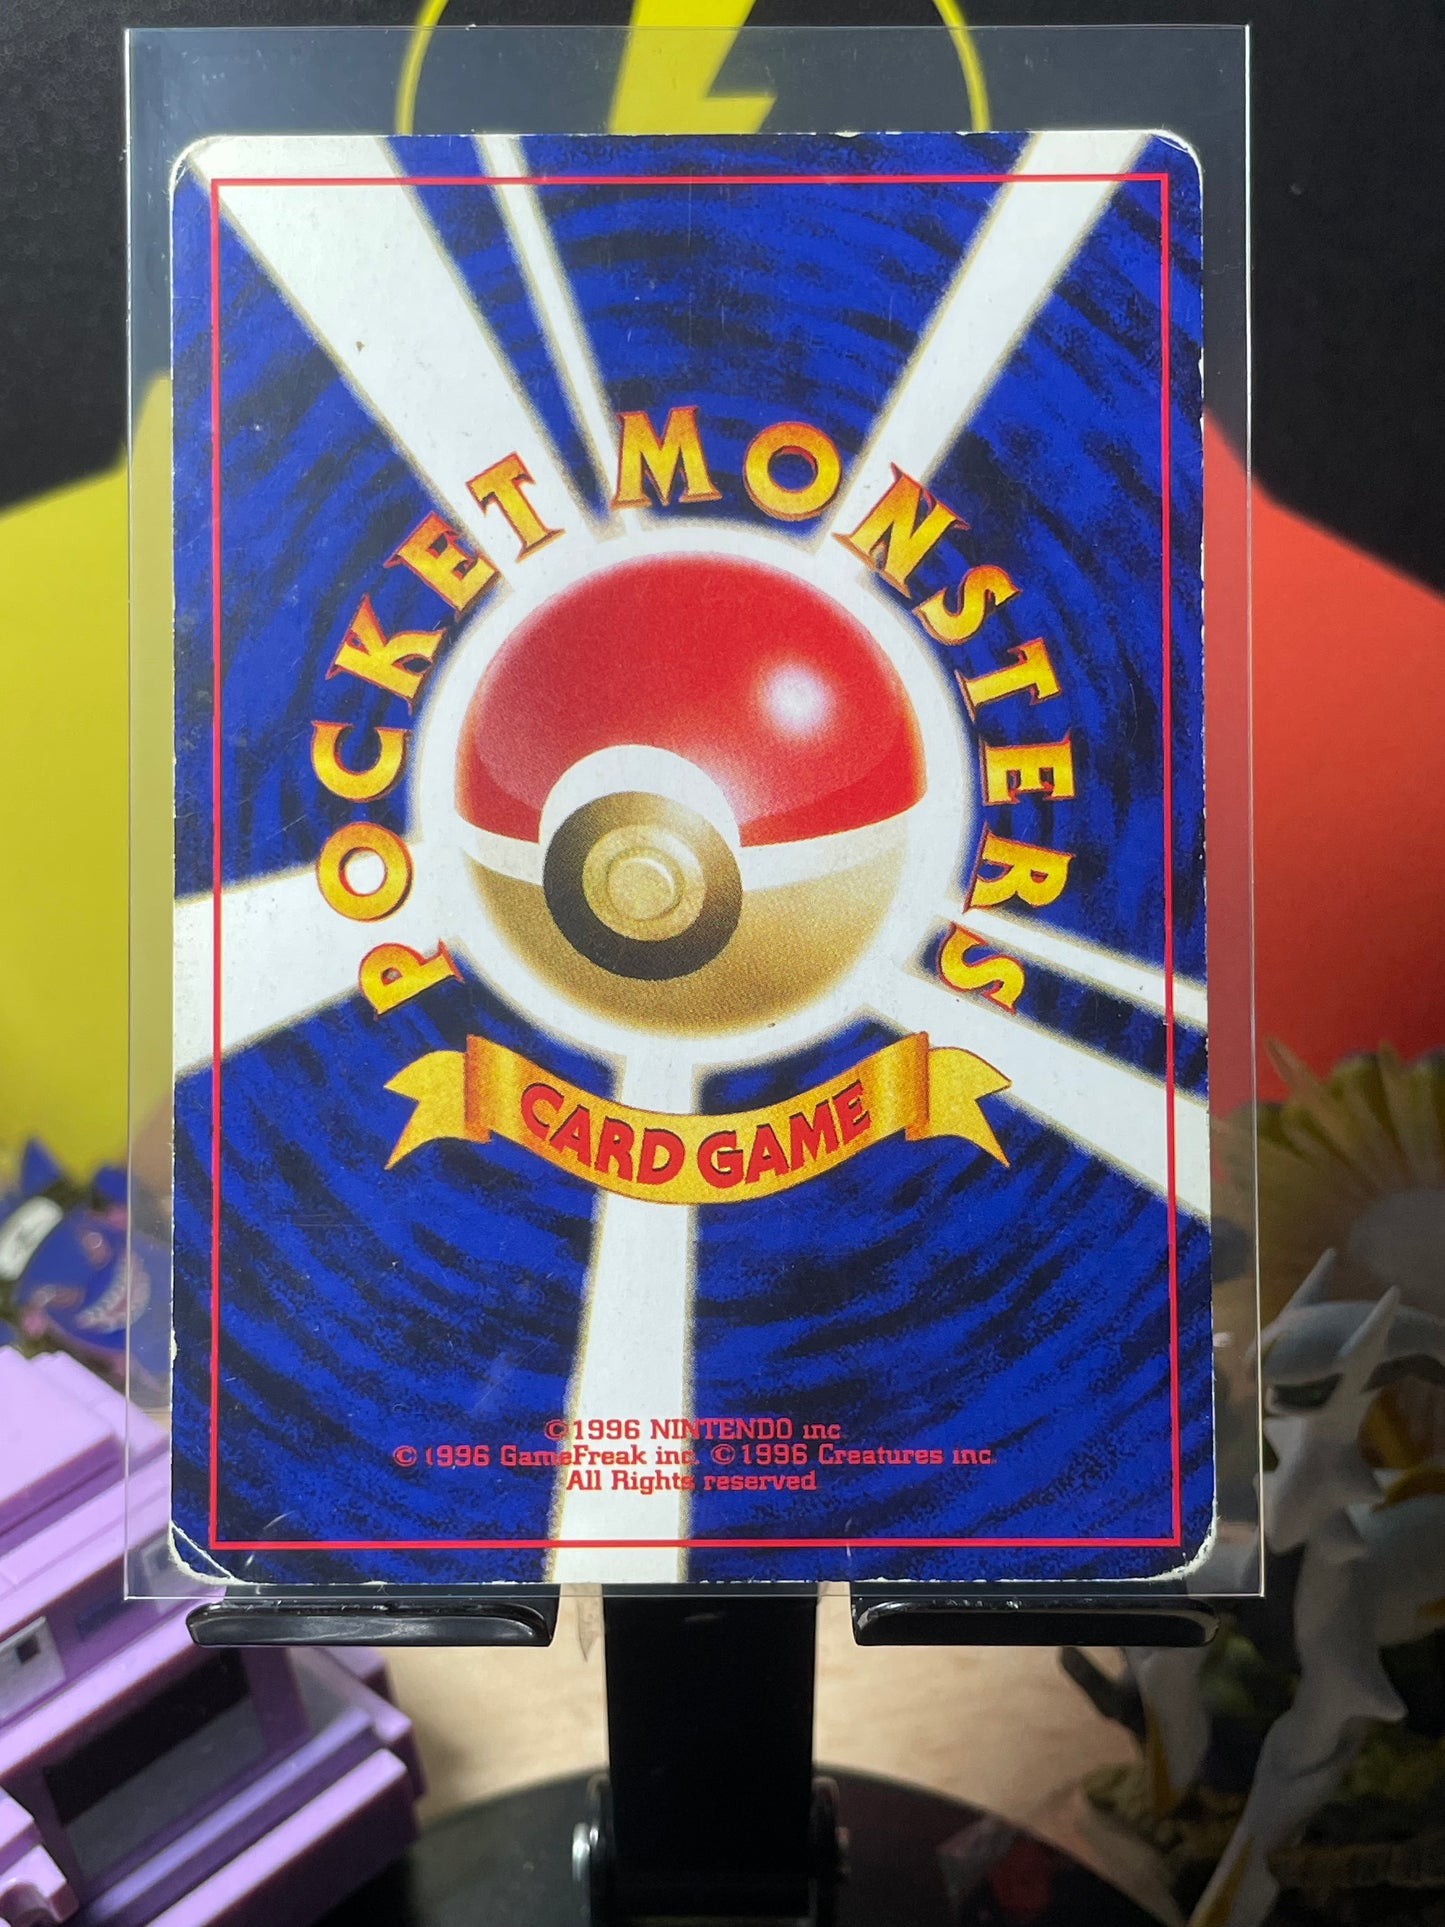 POCKET MONSTERS
CARD GAME
©1996 NINTENDO inc
©1996 GameFreak inc. ©1996 Creatures inc.
All Rights reserved